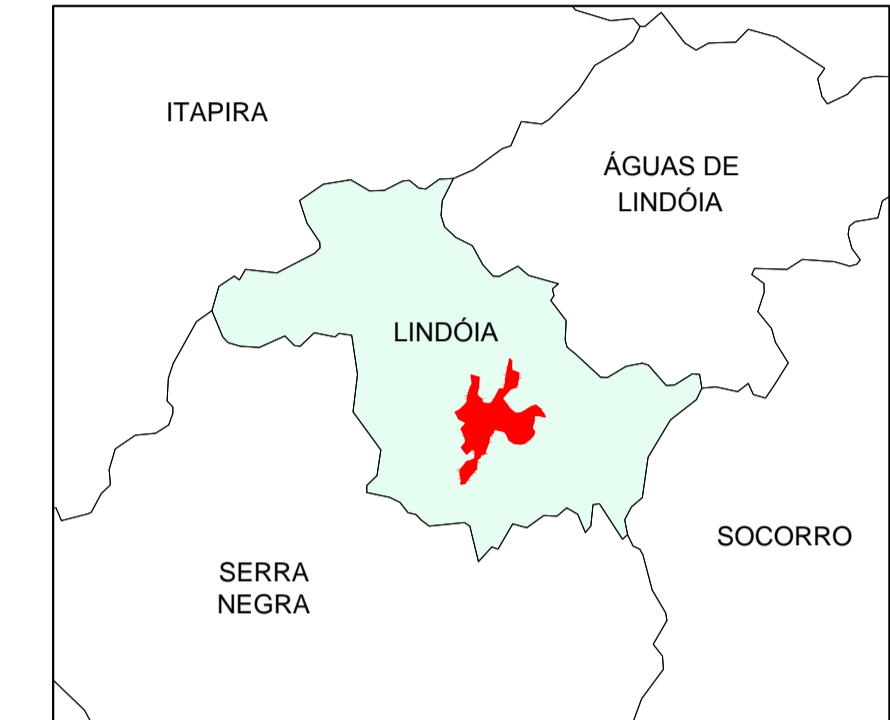 ITAPIRA
ÁGUAS DE
LINDÓIA
LINDÓIA
SOCORRO
SERRA
NEGRA